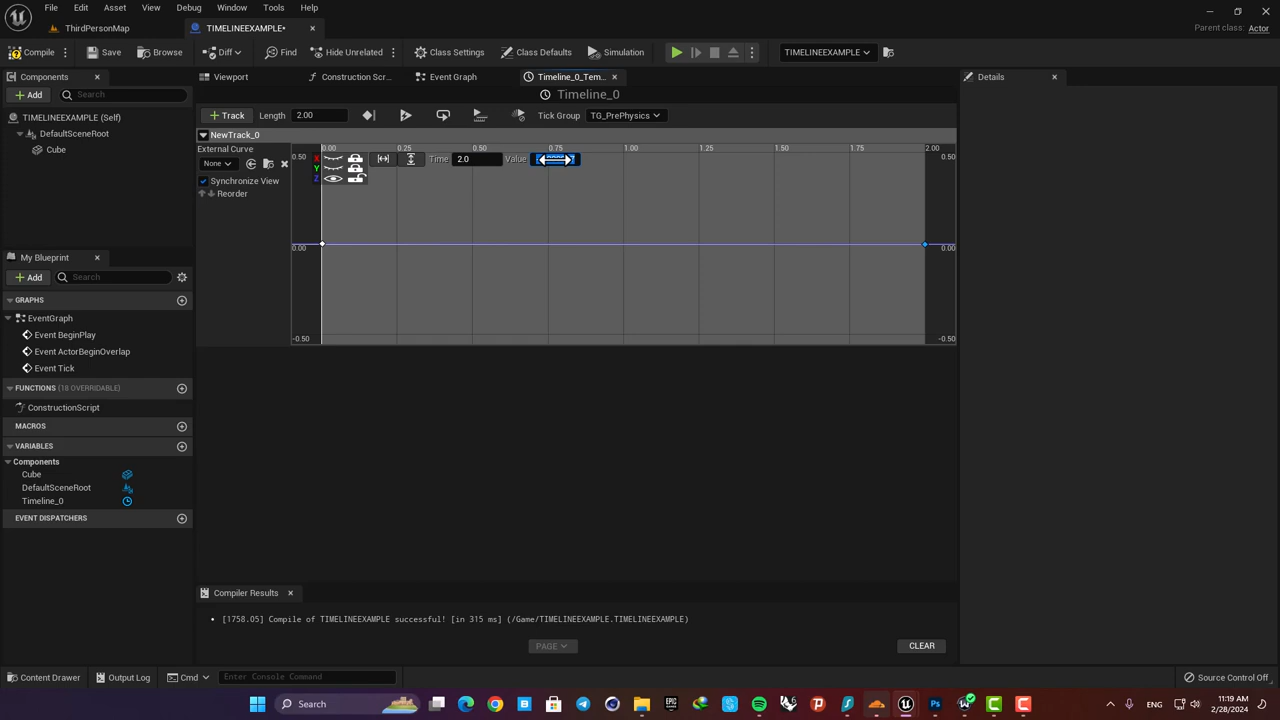 File Edit Asset View Debug Window Tools Help
ThirdPersonMap
TIMELINEEXAMPLE*
Parent class: Actor
Compile Save Browse Diff Find Hide Unrelated Class Settings Class Defaults Simulation TIMELINEEXAMPLE
Components Viewport Construction Scr... Event Graph Timeline_0_Tem... Details
Add Search
Timeline_0
Track Length 2.00 Tick Group TG_PrePhysics
TIMELINEEXAMPLE (Self)
DefaultSceneRoot
Cube
NewTrack_0
External Curve
None
Synchronize View
Reorder
X
Y
Z
0.00 0.25 0.50 0.75 1.00 1.25 1.50 1.75 2.00
0.50 Time 2.0 Value 0.50
0.00 0.00
-0.50 -0.50
My Blueprint
Add Search
GRAPHS
EventGraph
Event BeginPlay
Event ActorBeginOverlap
Event Tick
FUNCTIONS (18 OVERRIDABLE)
ConstructionScript
MACROS
VARIABLES
Components
Cube
DefaultSceneRoot
Timeline_0
EVENT DISPATCHERS
Compiler Results
[1758.05] Compile of TIMELINEEXAMPLE successful! [in 315 ms] (/Game/TIMELINEEXAMPLE.TIMELINEEXAMPLE)
PAGE CLEAR
Content Drawer Output Log Cmd Enter Console Command Source Control Off
Search
ENG
11:19 AM
2/28/2024